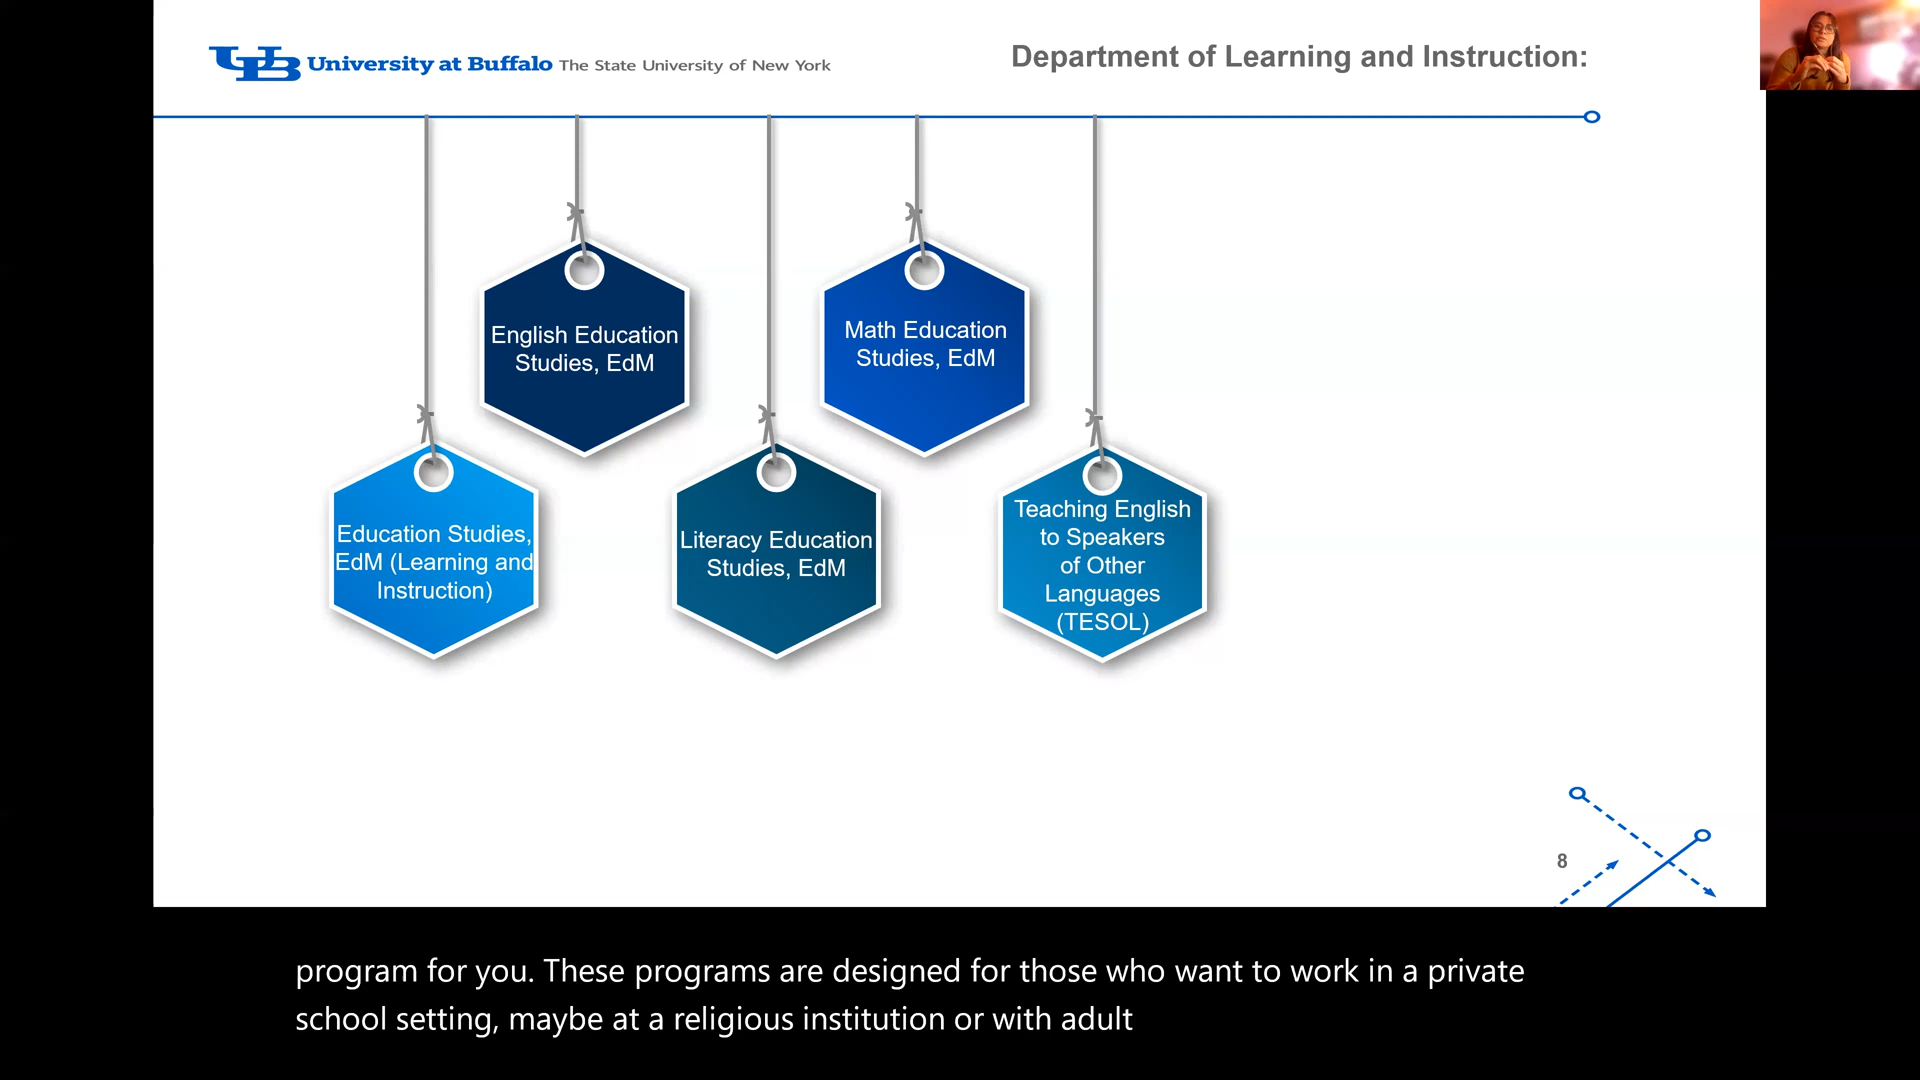 UB University at Buffalo The State University of New York
Department of Learning and Instruction:
English Education
Studies, EdM
Math Education
Studies, EdM
Education Studies,
EdM (Learning and
Instruction)
Literacy Education
Studies, EdM
Teaching English
to Speakers
of Other
Languages
(TESOL)
8
program for you. These programs are designed for those who want to work in a private
school setting, maybe at a religious institution or with adult